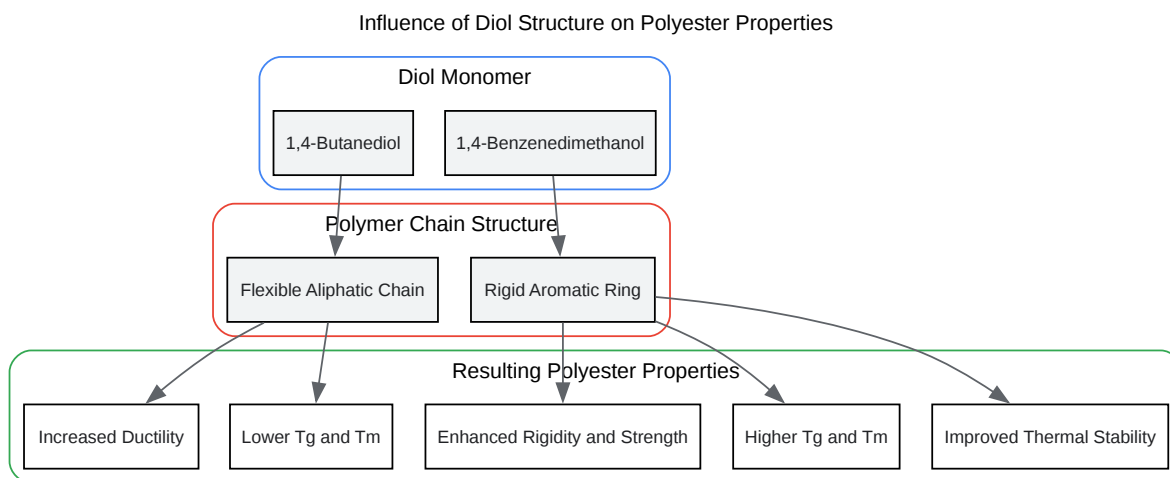 Influence of Diol Structure on Polyester Properties
Diol Monomer
1,4-Butanediol
1,4-Benzenedimethanol
Polymer Chain Structure
Flexible Aliphatic Chain
Rigid Aromatic Ring
Resulting Polyester Properties
Increased Ductility
Lower Tg and Tm
Enhanced Rigidity and Strength
Higher Tg and Tm
Improved Thermal Stability